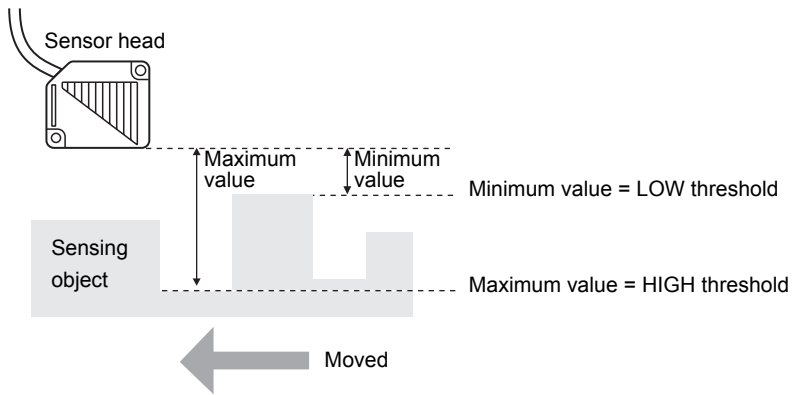 Sensor head
Maximum
value
Minimum
value
Minimum value = LOW threshold
Sensing
object
Maximum value = HIGH threshold
Moved